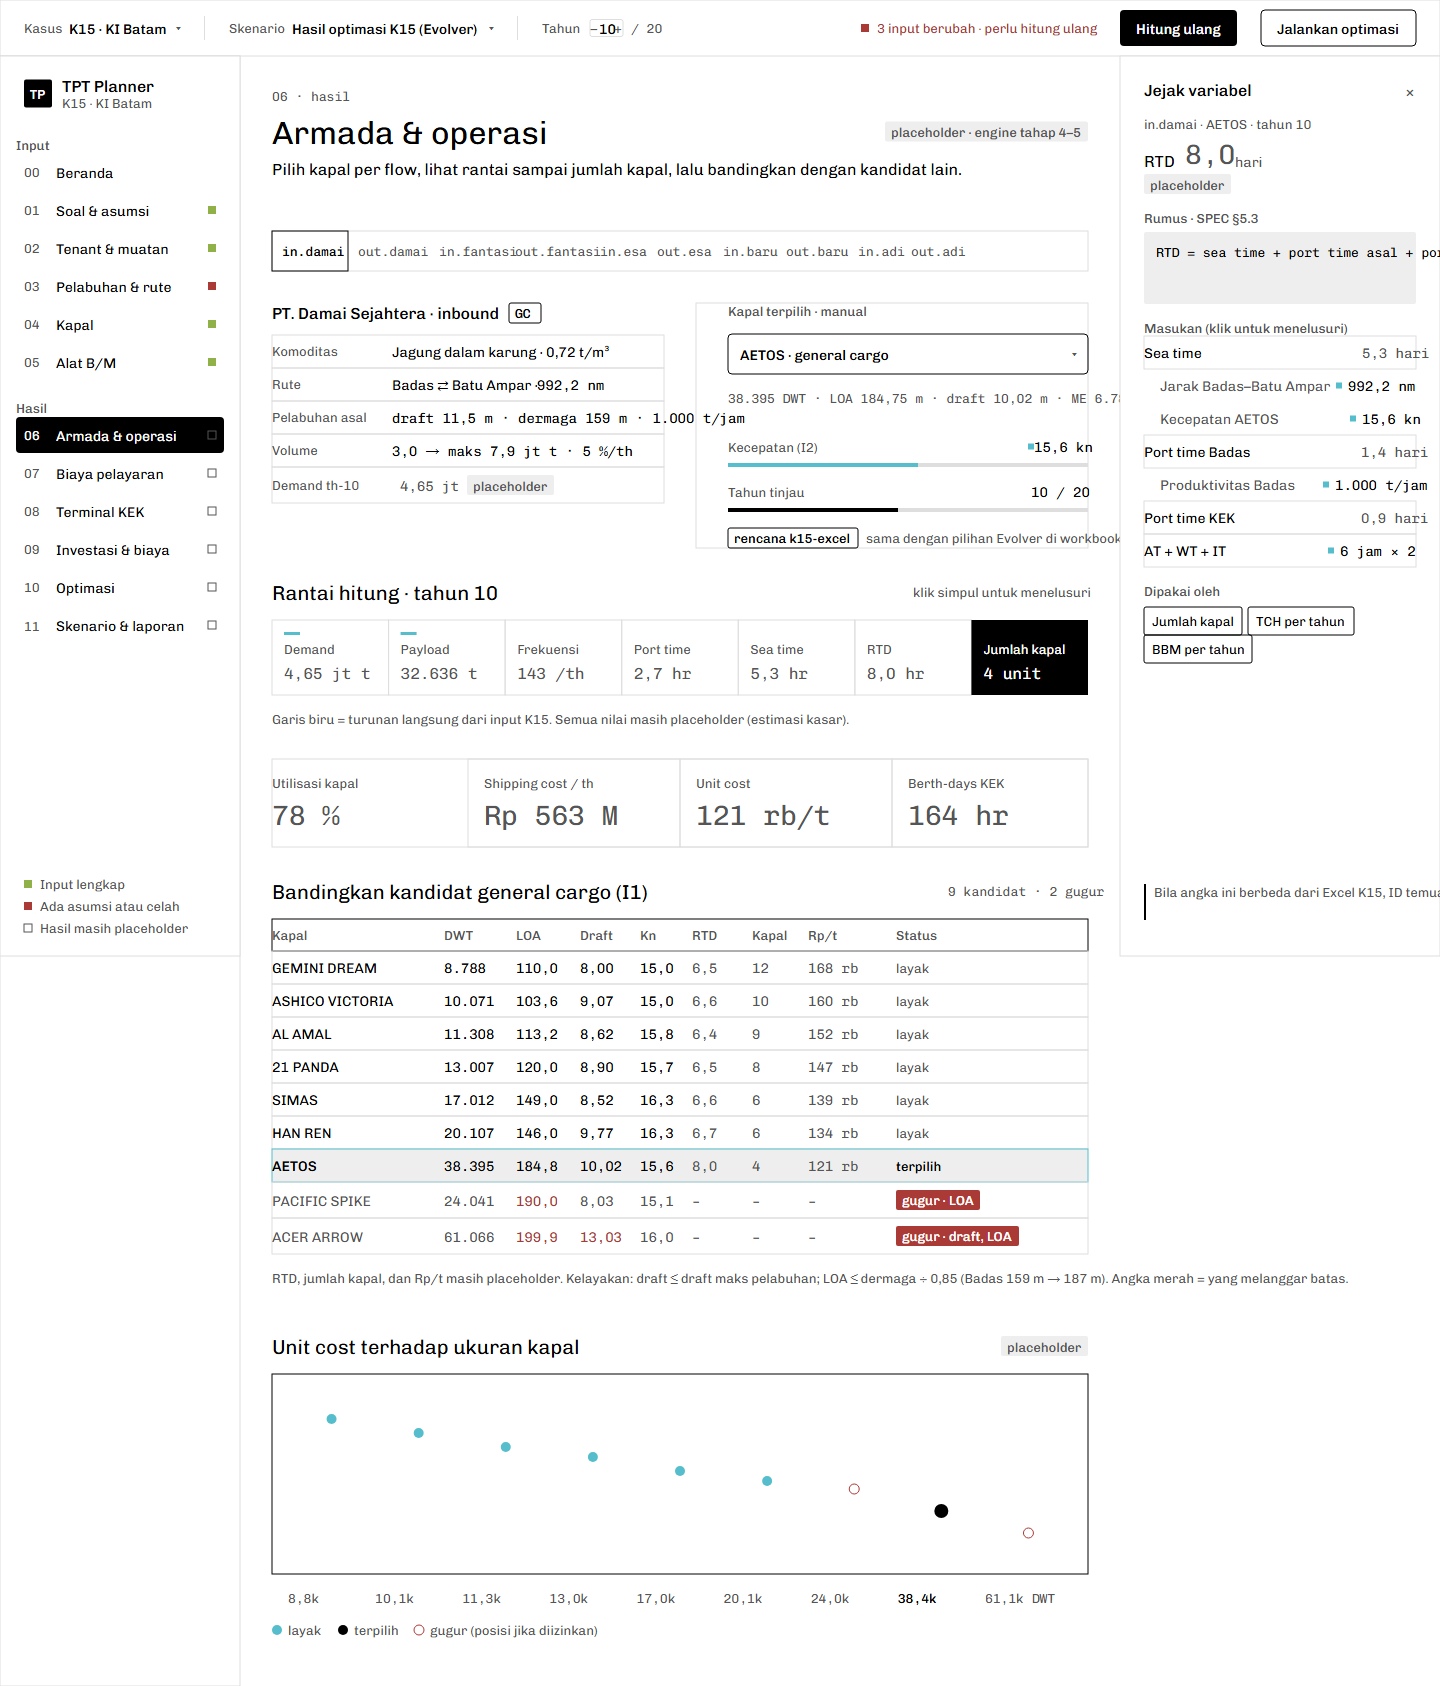 Kasus K15 · KI Batam
Skenario Hasil optimasi K15 (Evolver)
Tahun −10+ / 20
3 input berubah · perlu hitung ulang
Hitung ulang
Jalankan optimasi
TP
TPT Planner
K15 · KI Batam
Input
00 Beranda
01 Soal & asumsi
02 Tenant & muatan
03 Pelabuhan & rute
04 Kapal
05 Alat B/M
Hasil
06 Armada & operasi
07 Biaya pelayaran
08 Terminal KEK
09 Investasi & biaya
10 Optimasi
11 Skenario & laporan
Input lengkap
Ada asumsi atau celah
Hasil masih placeholder
06 · hasil
Armada & operasi
placeholder · engine tahap 4–5
Pilih kapal per flow, lihat rantai sampai jumlah kapal, lalu bandingkan dengan kandidat lain.
in.damai out.damai in.fantasi out.fantasi in.esa out.esa in.baru out.baru in.adi out.adi
PT. Damai Sejahtera · inbound GC
Komoditas Jagung dalam karung · 0,72 t/m³
Rute Badas ⇄ Batu Ampar · 992,2 nm
Pelabuhan asal draft 11,5 m · dermaga 159 m · 1.000 t/jam
Volume 3,0 → maks 7,9 jt t · 5 %/th
Demand th-10 4,65 jt placeholder
Kapal terpilih · manual
AETOS · general cargo
38.395 DWT · LOA 184,75 m · draft 10,02 m · ME 6.7
Kecepatan (I2) 15,6 kn
Tahun tinjau 10 / 20
rencana k15-excel sama dengan pilihan Evolver di workbook
Rantai hitung · tahun 10
klik simpul untuk menelusuri
Demand 4,65 jt t
Payload 32.636 t
Frekuensi 143 /th
Port time 2,7 hr
Sea time 5,3 hr
RTD 8,0 hr
Jumlah kapal 4 unit
Garis biru = turunan langsung dari input K15. Semua nilai masih placeholder (estimasi kasar).
Utilisasi kapal 78 %
Shipping cost / th Rp 563 M
Unit cost 121 rb/t
Berth-days KEK 164 hr
Bandingkan kandidat general cargo (I1)
9 kandidat · 2 gugur
Kapal DWT LOA Draft Kn RTD Kapal Rp/t Status
GEMINI DREAM 8.788 110,0 8,00 15,0 6,5 12 168 rb layak
ASHICO VICTORIA 10.071 103,6 9,07 15,0 6,6 10 160 rb layak
AL AMAL 11.308 113,2 8,62 15,8 6,4 9 152 rb layak
21 PANDA 13.007 120,0 8,90 15,7 6,5 8 147 rb layak
SIMAS 17.012 149,0 8,52 16,3 6,6 6 139 rb layak
HAN REN 20.107 146,0 9,77 16,3 6,7 6 134 rb layak
AETOS 38.395 184,8 10,02 15,6 8,0 4 121 rb terpilih
PACIFIC SPIKE 24.041 190,0 8,03 15,1 – – – gugur · LOA
ACER ARROW 61.066 199,9 13,03 16,0 – – – gugur · draft, LOA
RTD, jumlah kapal, dan Rp/t masih placeholder. Kelayakan: draft ≤ draft maks pelabuhan; LOA ≤ dermaga ÷ 0,85 (Badas 159 m → 187 m). Angka merah = yang melanggar batas.
Unit cost terhadap ukuran kapal
placeholder
8,8k 10,1k 11,3k 13,0k 17,0k 20,1k 24,0k 38,4k 61,1k DWT
layak terpilih gugur (posisi jika diizinkan)
Jejak variabel ×
in.damai · AETOS · tahun 10
RTD 8,0 hari
placeholder
Rumus · SPEC §5.3
RTD = sea time + port time asal + por
Masukan (klik untuk menelusuri)
Sea time 5,3 hari
Jarak Badas–Batu Ampar 992,2 nm
Kecepatan AETOS 15,6 kn
Port time Badas 1,4 hari
Produktivitas Badas 1.000 t/jam
Port time KEK 0,9 hari
AT + WT + IT 6 jam × 2
Dipakai oleh
Jumlah kapal TCH per tahun
BBM per tahun
Bila angka ini berbeda dari Excel K15, ID temua